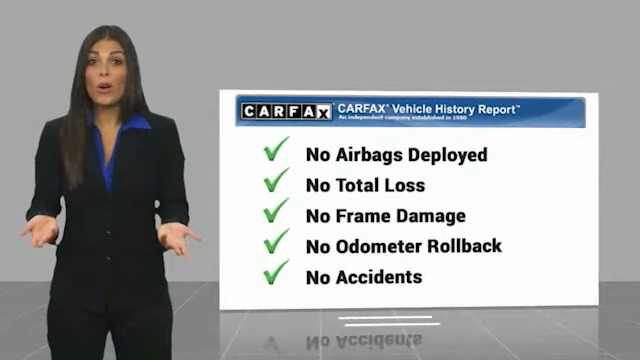 CARFAX CARFAX® Vehicle History Report™
An independent company established in 1986
No Airbags Deployed
No Total Loss
No Frame Damage
No Odometer Rollback
No Accidents